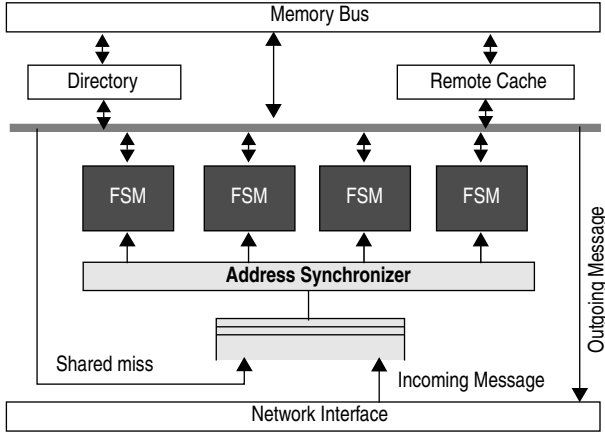 Memory Bus
Directory
Remote Cache
FSM
FSM
FSM
FSM
Address Synchronizer
Shared miss
Incoming Message
Outgoing Message
Network Interface